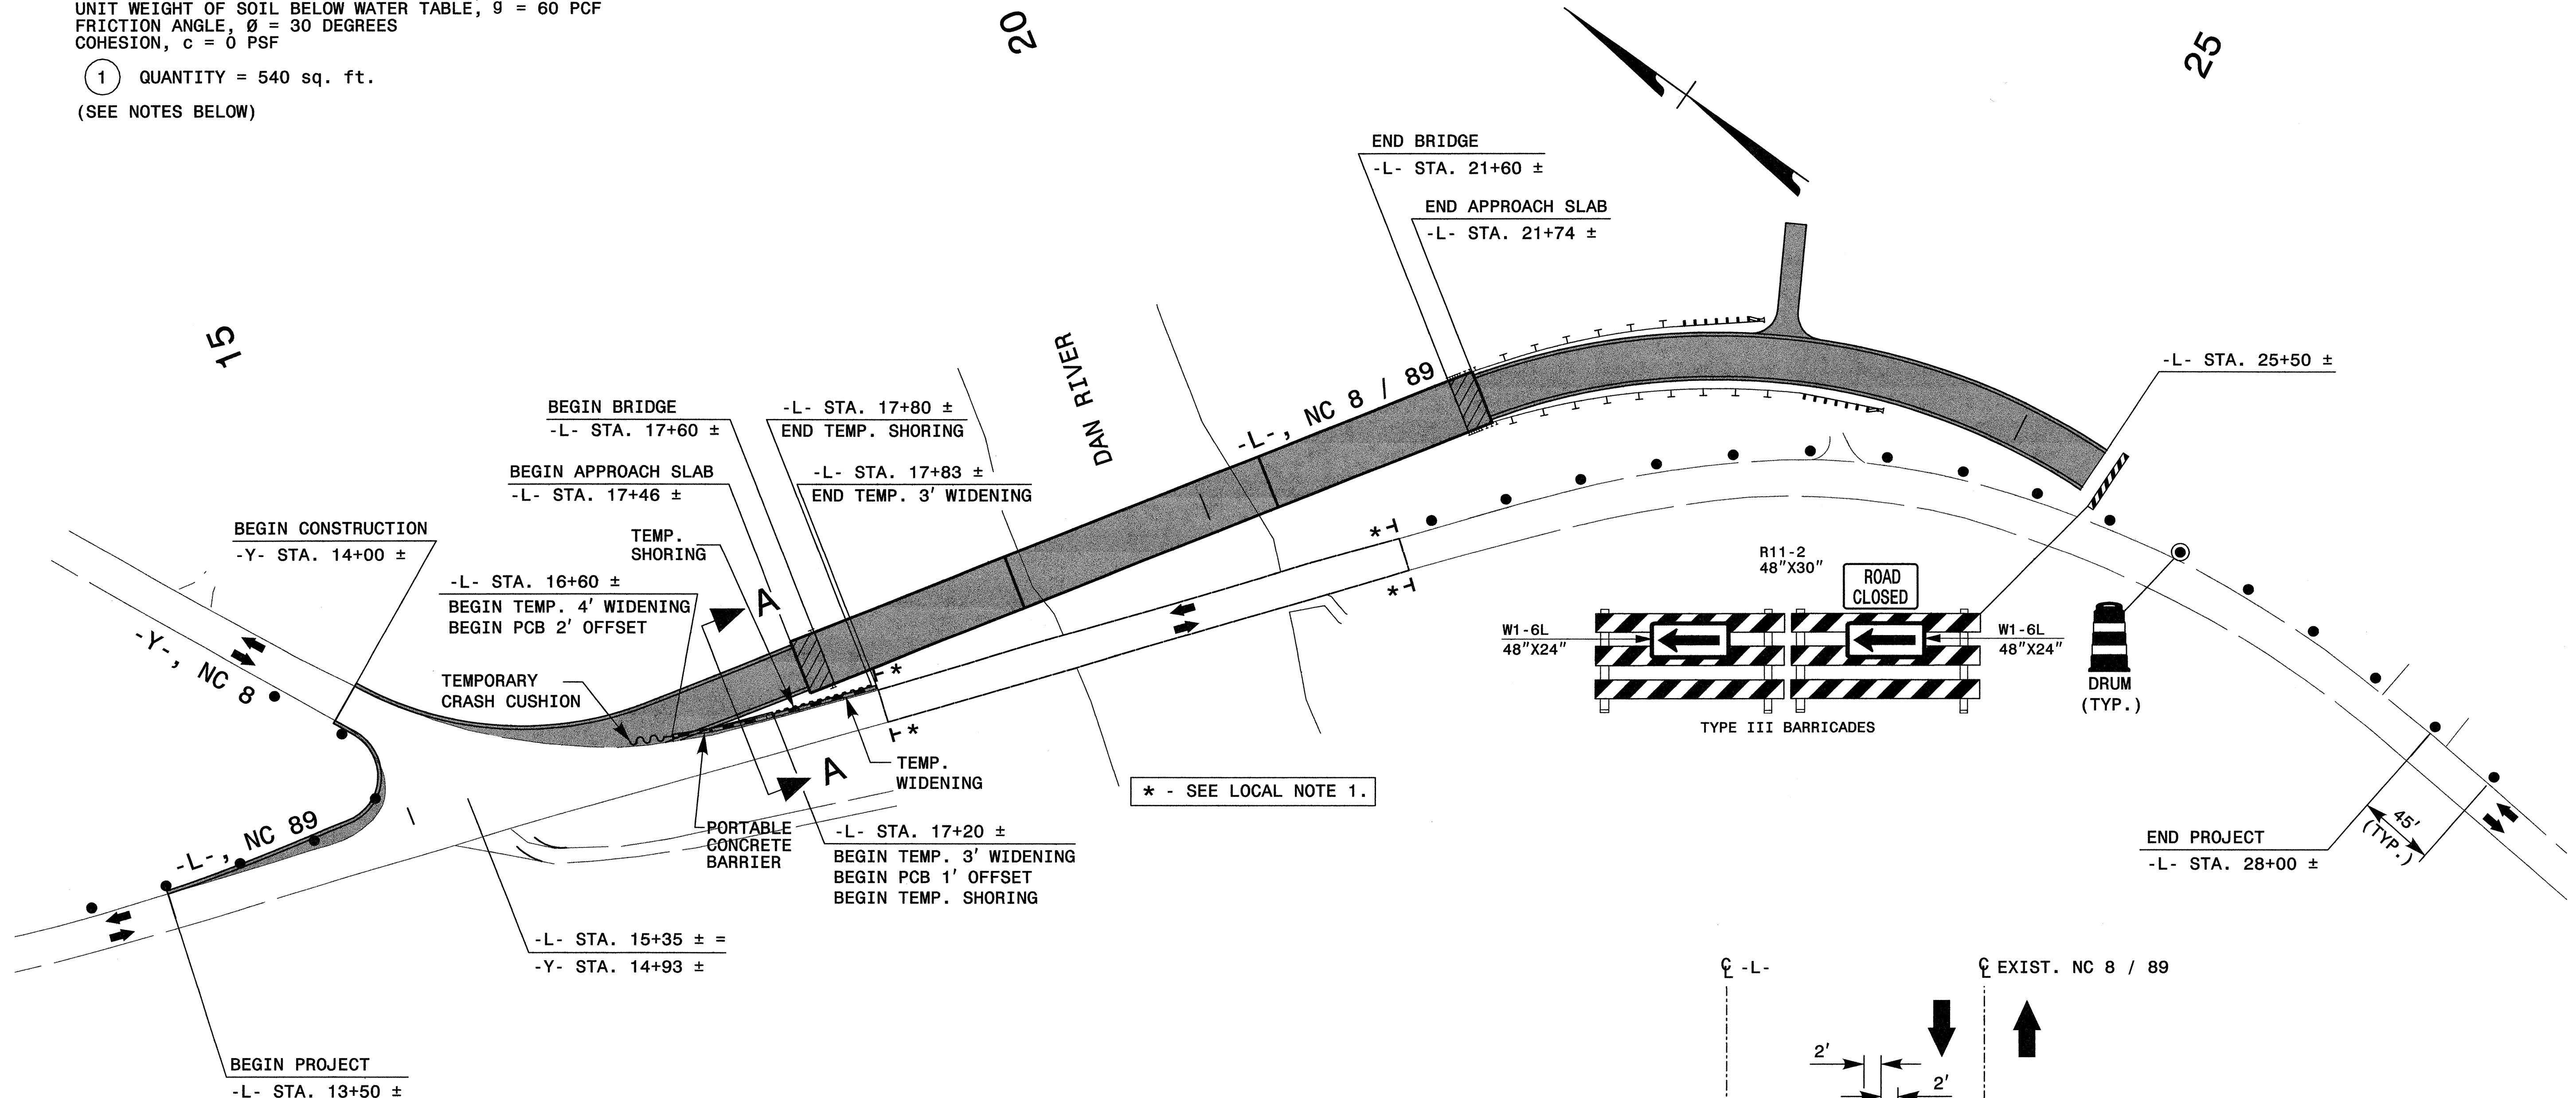 UNIT WEIGHT OF SOIL BELOW WATER TABLE, g = 60 PCF
FRICTION ANGLE, Ø = 30 DEGREES
COHESION, c = 0 PSF
1 QUANTITY = 540 sq. ft.
(SEE NOTES BELOW)
15
20
25
END BRIDGE
-L- STA. 21+60 ±
END APPROACH SLAB
-L- STA. 21+74 ±
-L- STA. 25+50 ±
DAN RIVER
-L-, NC 8 / 89
BEGIN BRIDGE
-L- STA. 17+60 ±
-L- STA. 17+80 ±
END TEMP. SHORING
BEGIN APPROACH SLAB
-L- STA. 17+46 ±
-L- STA. 17+83 ±
END TEMP. 3' WIDENING
BEGIN CONSTRUCTION
-Y- STA. 14+00 ±
TEMP.
SHORING
-L- STA. 16+60 ±
BEGIN TEMP. 4' WIDENING
BEGIN PCB 2' OFFSET
A
A
*
*
*
*
-Y-, NC 8
TEMPORARY
CRASH CUSHION
R11-2
48"X30"
ROAD
CLOSED
W1-6L
48"X24"
W1-6L
48"X24"
TYPE III BARRICADES
DRUM
(TYP.)
TEMP.
WIDENING
* - SEE LOCAL NOTE 1.
-L-, NC 89
PORTABLE
CONCRETE
BARRIER
-L- STA. 17+20 ±
BEGIN TEMP. 3' WIDENING
BEGIN PCB 1' OFFSET
BEGIN TEMP. SHORING
END PROJECT
-L- STA. 28+00 ±
45'
(TYP.)
-L- STA. 15+35 ± =
-Y- STA. 14+93 ±
BEGIN PROJECT
-L- STA. 13+50 ±
CL -L-
CL EXIST. NC 8 / 89
2'
2'